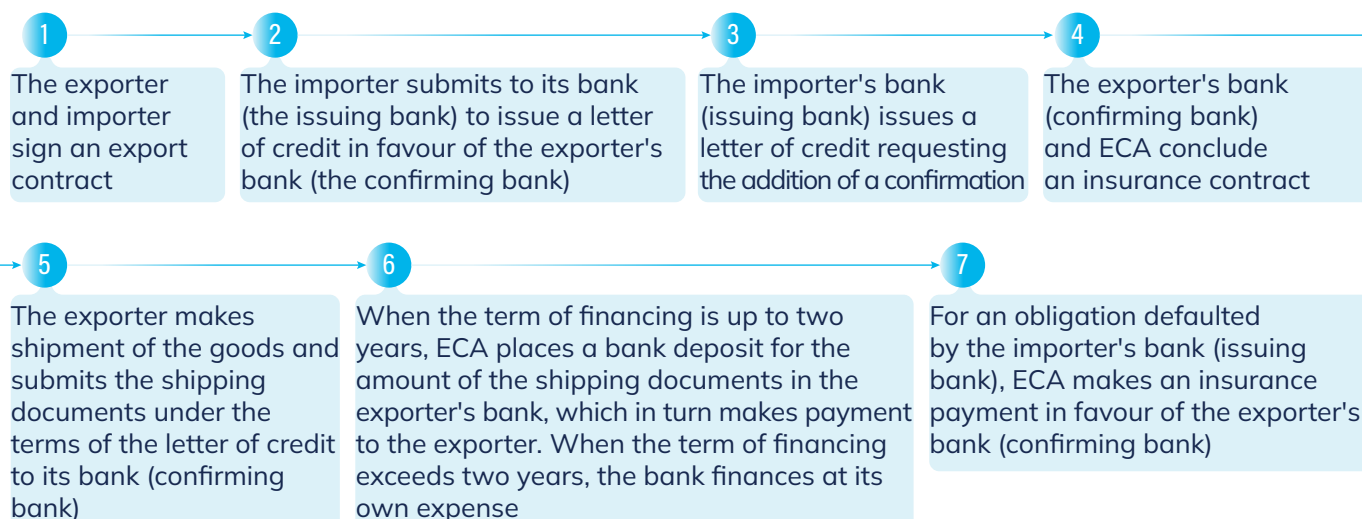 1
The exporter
and importer
sign an export
contract
2
The importer submits to its bank
(the issuing bank) to issue a letter
of credit in favour of the exporter's
bank (the confirming bank)
3
The importer's bank
(issuing bank) issues a
letter of credit requesting
the addition of a confirmation
4
The exporter's bank
(confirming bank)
and ECA conclude
an insurance contract
5
The exporter makes
shipment of the goods and
submits the shipping
documents under the
terms of the letter of credit
to its bank (confirming
bank)
6
When the term of financing is up to two
years, ECA places a bank deposit for the
amount of the shipping documents in the
exporter's bank, which in turn makes payment
to the exporter. When the term of financing
exceeds two years, the bank finances at its
own expense
7
For an obligation defaulted
by the importer's bank (issuing
bank), ECA makes an insurance
payment in favour of the exporter's
bank (confirming bank)